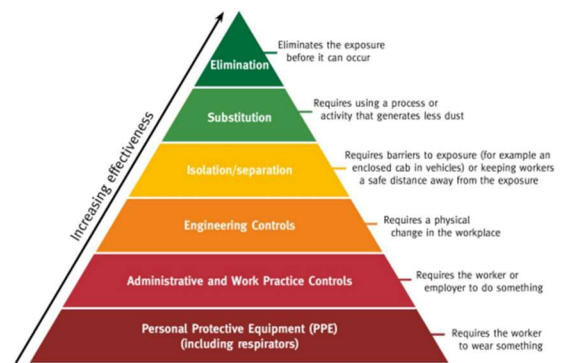 Elimination
Eliminates the exposure
before it can occur
Substitution
Requires using a process or
activity that generates less dust
Isolation/separation
Requires barriers to exposure (for example an
enclosed cab in vehicles) or keeping workers
a safe distance away from the exposure
Engineering Controls
Requires a physical
change in the workplace
Administrative and Work Practice Controls
Requires the worker or
employer to do something
Personal Protective Equipment (PPE)
(including respirators)
Requires the worker
to wear something
Increasing effectiveness